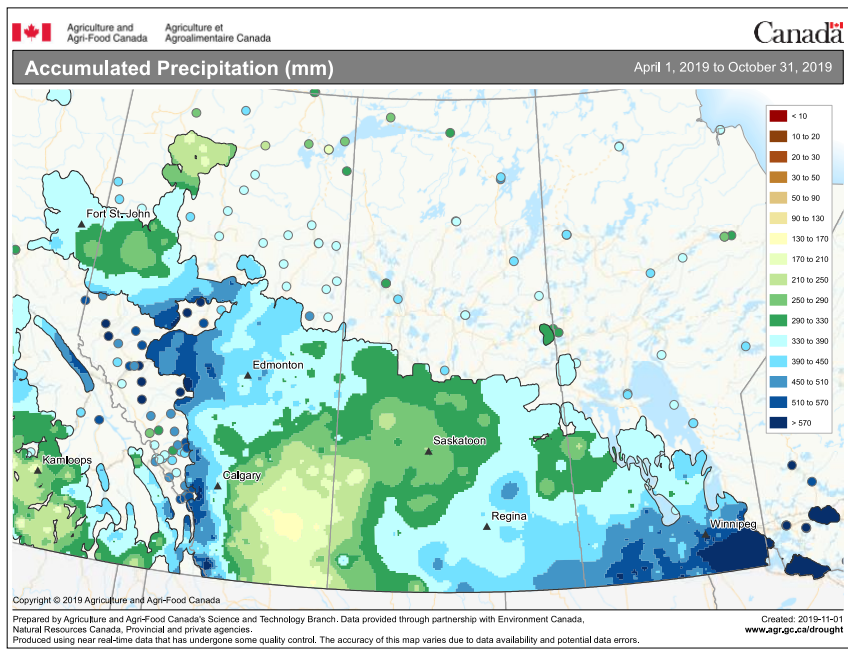 Agriculture and Agriculture et
Agri-Food Canada Agroalimentaire Canada
Canada
Accumulated Precipitation (mm) April 1, 2019 to October 31, 2019
< 10
10 to 20
20 to 30
30 to 50
50 to 90
90 to 130
130 to 170
170 to 210
210 to 250
250 to 290
290 to 330
330 to 390
390 to 450
450 to 510
510 to 570
> 570
Fort St. John
Edmonton
Saskatoon
Kamloops
Calgary
Regina
Winnipeg
Copyright © 2019 Agriculture and Agri-Food Canada
Prepared by Agriculture and Agri-Food Canada's Science and Technology Branch. Data provided through partnership with Environment Canada,
Natural Resources Canada, Provincial and private agencies.
Produced using near real-time data that has undergone some quality control. The accuracy of this map varies due to data availability and potential data errors.
Created: 2019-11-01
www.agr.gc.ca/drought